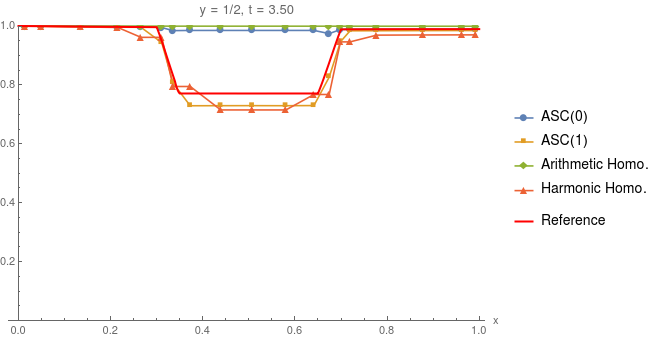 y = 1/2, t = 3.50
1.0
0.8
0.6
0.4
0.2
0.0
0.2
0.4
0.6
0.8
1.0
x
ASC(0)
ASC(1)
Arithmetic Homo.
Harmonic Homo.
Reference